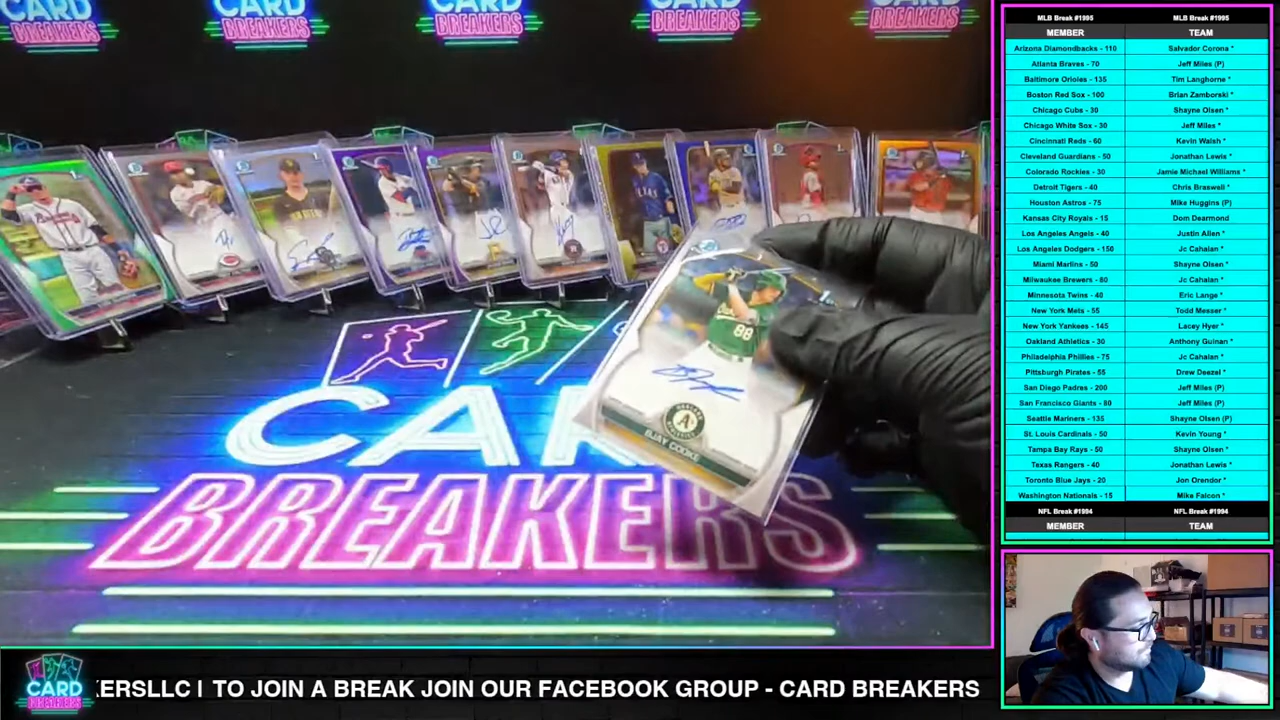 CARD
BREAKERS
CARD
BREAKERS
CARD
BREAKERS
CARD
BREAKERS
CARD
BREAKERS
88
BJAY COOKE
BREAKERS
MLB Break #1995 MLB Break #1995
MEMBER TEAM
Arizona Diamondbacks - 110 Salvador Corona *
Atlanta Braves - 70 Jeff Miles (P)
Baltimore Orioles - 135 Tim Langhorne *
Boston Red Sox - 100 Brian Zamborski *
Chicago Cubs - 30 Shayne Olsen *
Chicago White Sox - 30 Jeff Miles *
Cincinnati Reds - 60 Kevin Walsh *
Cleveland Guardians - 50 Jonathan Lewis *
Colorado Rockies - 30 Jamie Michael Williams *
Detroit Tigers - 40 Chris Braswell *
Houston Astros - 75 Mike Huggins (P)
Kansas City Royals - 15 Dom Dearmond
Los Angeles Angels - 40 Justin Allen *
Los Angeles Dodgers - 150 Jc Cahalan *
Miami Marlins - 50 Shayne Olsen *
Milwaukee Brewers - 60 Jc Cahalan *
Minnesota Twins - 40 Eric Lange *
New York Mets - 55 Todd Messer *
New York Yankees - 145 Lacey Hyer *
Oakland Athletics - 30 Anthony Guinan *
Philadelphia Phillies - 75 Jc Cahalan *
Pittsburgh Pirates - 55 Drew Deezel *
San Diego Padres - 200 Jeff Miles (P)
San Francisco Giants - 80 Jeff Miles (P)
Seattle Mariners - 135 Shayne Olsen (P)
St. Louis Cardinals - 50 Kevin Young *
Tampa Bay Rays - 50 Shayne Olsen *
Texas Rangers - 40 Jonathan Lewis *
Toronto Blue Jays - 20 Jon Orendor *
Washington Nationals - 15 Mike Falcon *
NFL Break #1994 NFL Break #1994
MEMBER TEAM
CARD
BREAKERS
KERSLLC | TO JOIN A BREAK JOIN OUR FACEBOOK GROUP - CARD BREAKERS